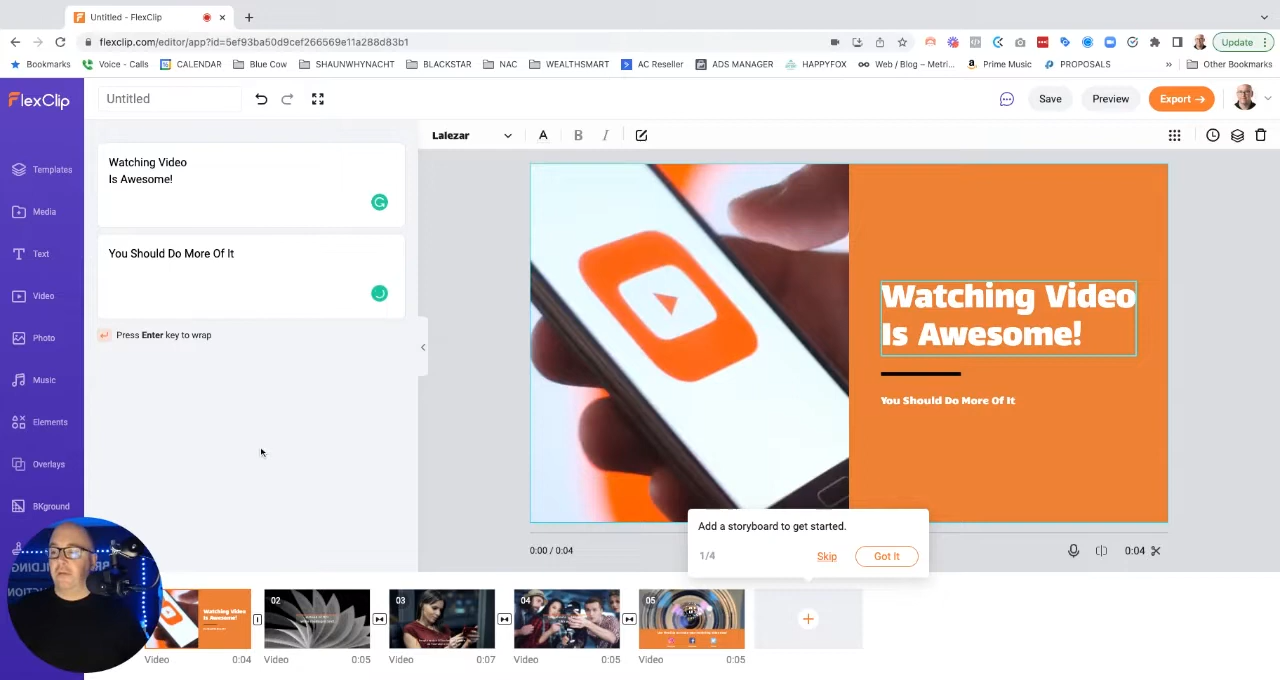 Untitled - FlexClip
flexclip.com/editor/app?id=5ef93ba50d9cef266569e11a288d83b1
Update
Bookmarks
Voice - Calls
CALENDAR
Blue Cow
SHAUNWHYNACHT
BLACKSTAR
NAC
WEALTHSMART
AC Reseller
ADS MANAGER
HAPPYFOX
Web / Blog – Metri...
Prime Music
PROPOSALS
»
Other Bookmarks
FlexClip
Untitled
Save
Preview
Export →
Templates
Media
Text
Video
Photo
Music
Elements
Overlays
BKground
Watching Video
Is Awesome!
You Should Do More Of It
Press Enter key to wrap
Lalezar
A B I
Watching Video
Is Awesome!
You Should Do More Of It
0:00 / 0:04
0:04
Add a storyboard to get started.
1/4
Skip
Got It
Watching Video
Is Awesome!
02
03
04
05
Video 0:04
Video 0:05
Video 0:07
Video 0:05
Video 0:05